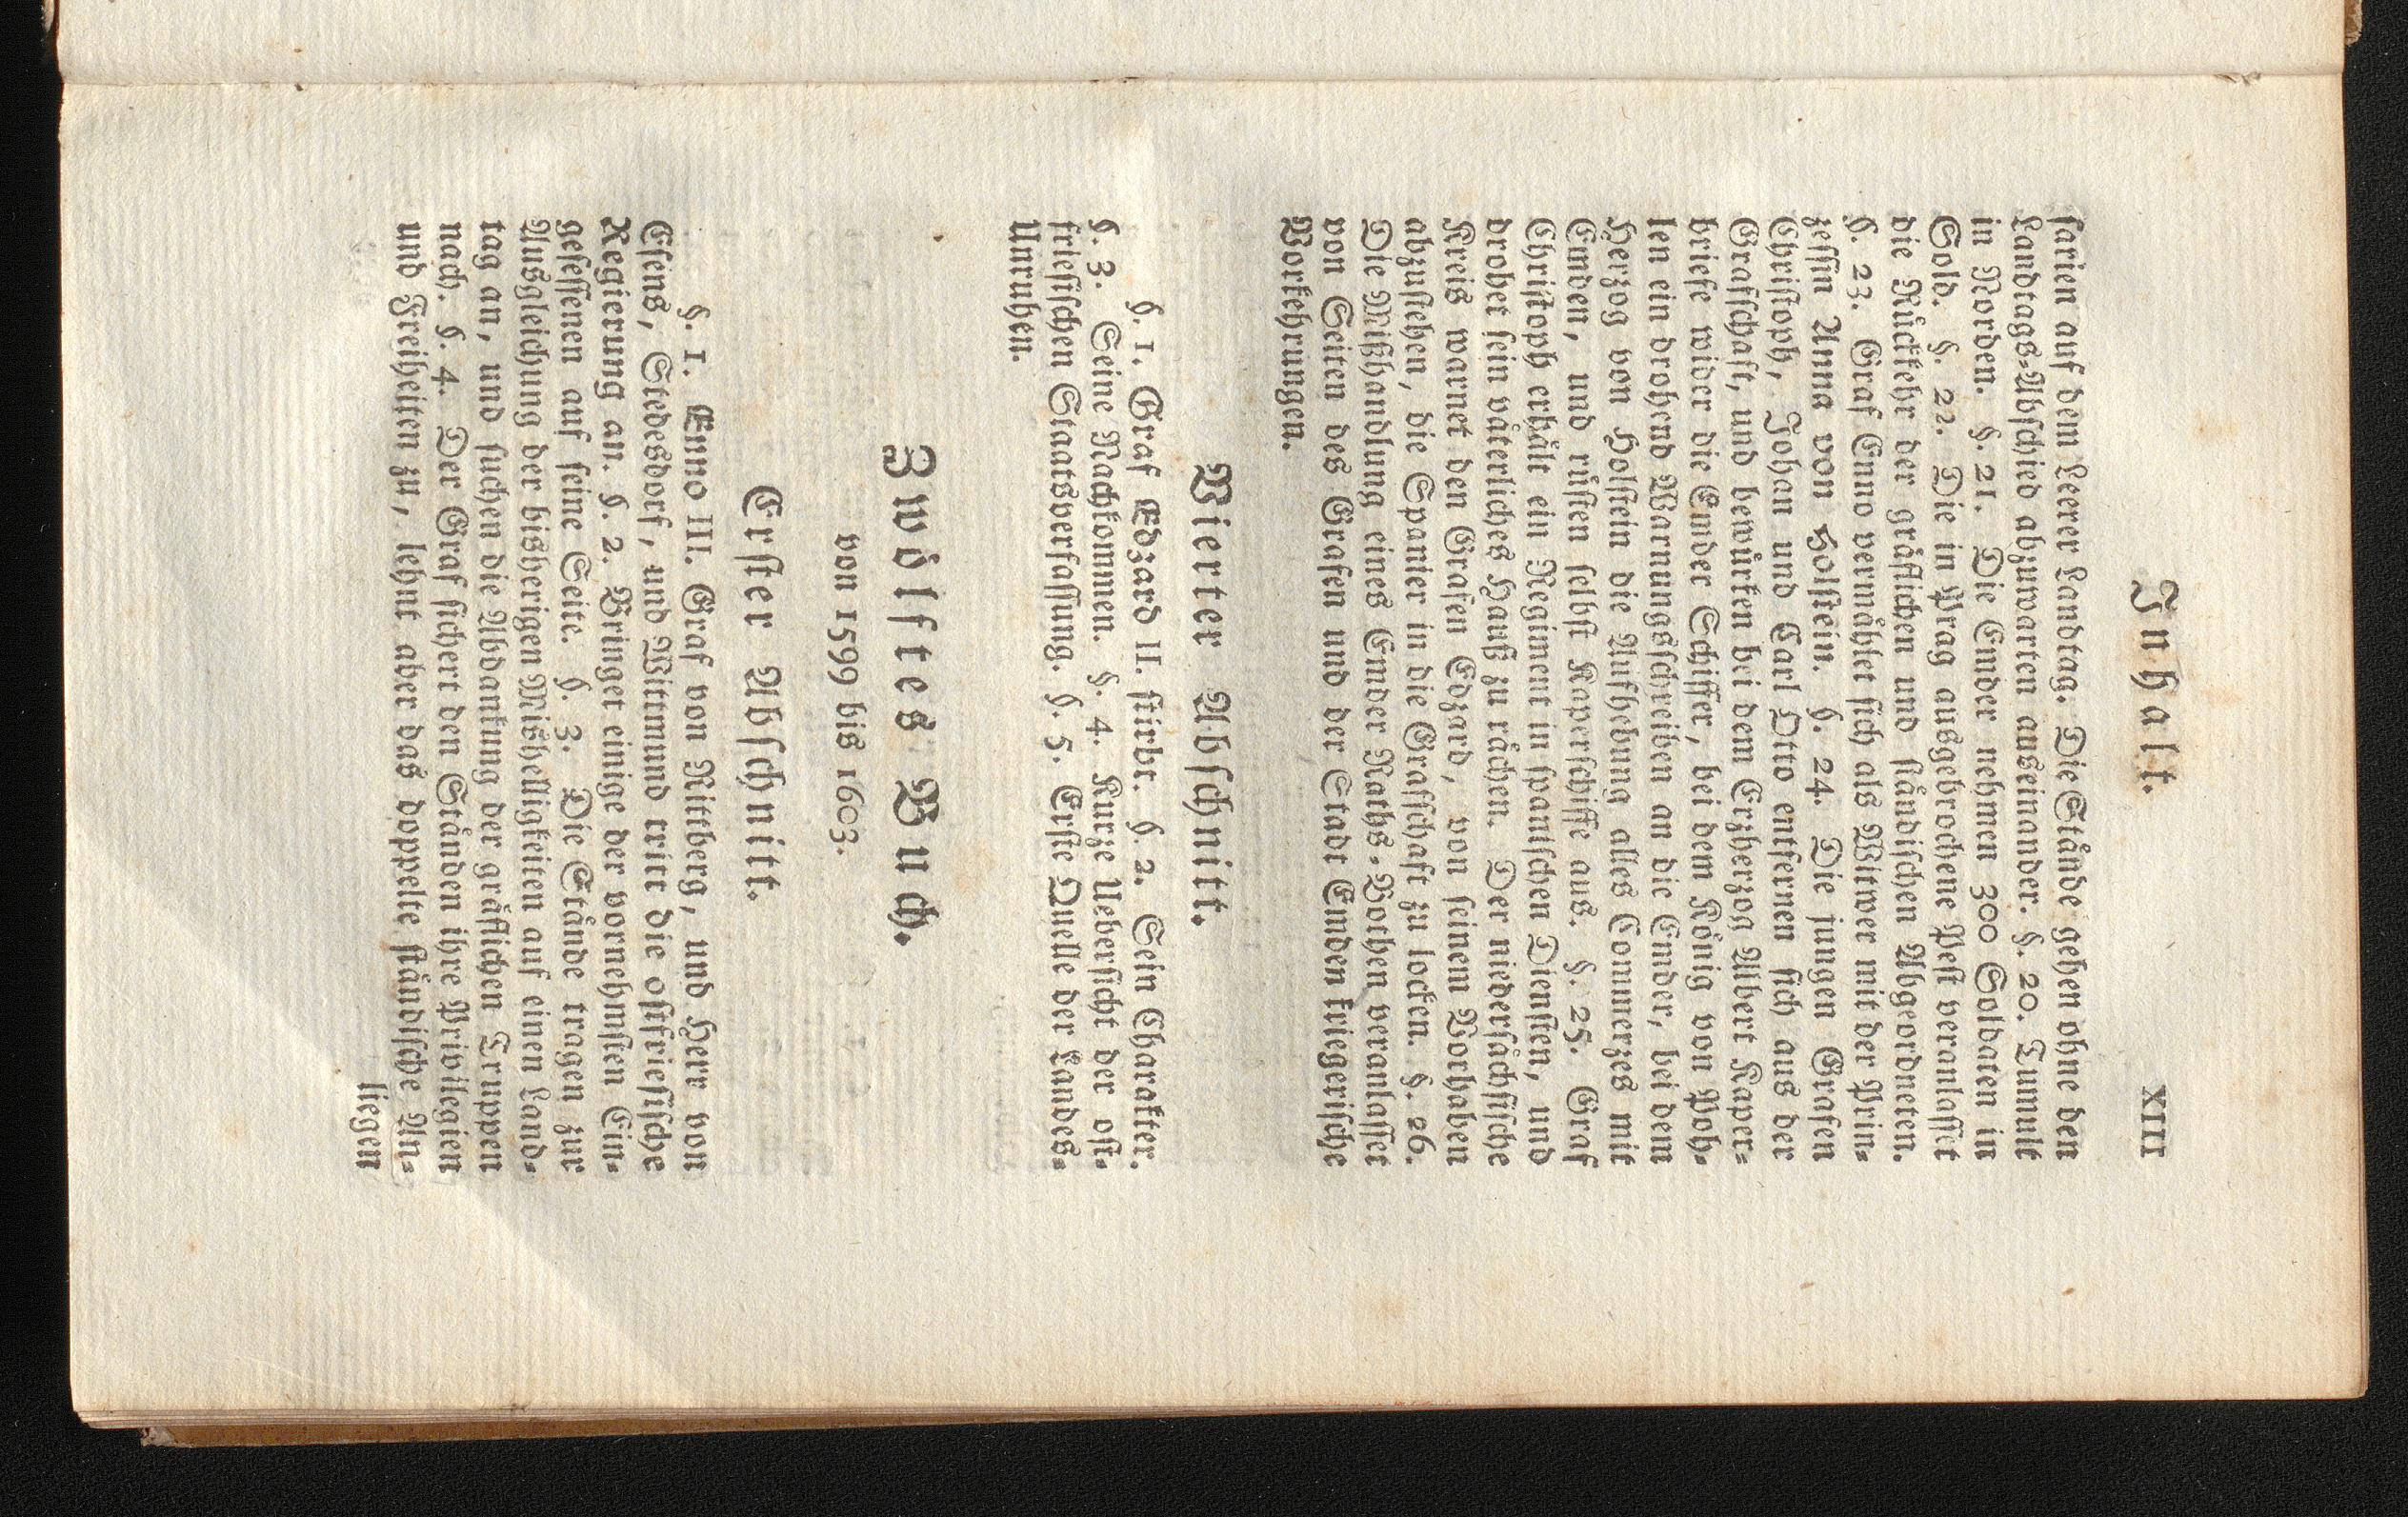 Inhalt. XIII
sarien auf dem Leerer Landtag. Die Stände gehen ohne den
Landtags-Abschied abzuwarten auseinander. §. 20. Tumult
in Norden. §. 21. Die Emder nehmen 300 Soldaten in
Sold. §. 22. Die in Prag ausgebrochene Pest veranlasset
die Rückkehr der gräflichen und ständischen Abgeordneten.
§. 23. Graf Enno vermählet sich als Witwer mit der Prin-
zessin Anna von Holstein. §. 24. Die jungen Grafen
Christoph, Johan und Carl Otto entfernen sich aus der
Grafschaft, und bewürken bei dem Erzherzog Albert Kaper-
briefe wider die Emder Schiffer, bei dem König von Poh-
len ein drohend Warnungsschreiben an die Emder, bei dem
Herzog von Holstein die Aufhebung alles Commerzes mit
Emden, und rüsten selbst Kaperschiffe aus. §. 25. Graf
Christoph erhält ein Regiment in spanischen Diensten, und
drohet sein väterliches Hauß zu rächen. Der niedersächsische
Kreis warnet den Grafen Edzard, von seinem Vorhaben
abzustehen, die Spanier in die Grafschaft zu locken. §. 26.
Die Mißhandlung eines Emder Raths-Bothen veranlasset
von Seiten des Grafen und der Stadt Emden kriegerische
Vorkehrungen.
Vierter Abschnitt.
§. 1. Graf Edzard II. stirbt. §. 2. Sein Charakter.
§. 3. Seine Nachkommen. §. 4. Kurze Uebersicht der ost-
friesischen Staatsverfassung. §. 5. Erste Quelle der Landes-
Unruhen.
Zwölftes Buch.
von 1599 bis 1603.
Erster Abschnitt.
§. 1. Enno III. Graf von Rittberg, und Herr von
Esens, Stedesdorf, und Wittmund tritt die ostfriesische
Regierung an. §. 2. Bringet einige der vornehmsten Ein-
gesessenen auf seine Seite. §. 3. Die Stände tragen zur
Ausgleichung der bisherigen Mishelligkeiten auf einen Land-
tag an, und suchen die Abdankung der gräflichen Truppen
nach. §. 4. Der Graf sichert den Ständen ihre Privilegien
und Freiheiten zu, lehnt aber das doppelte ständische An-
liegen